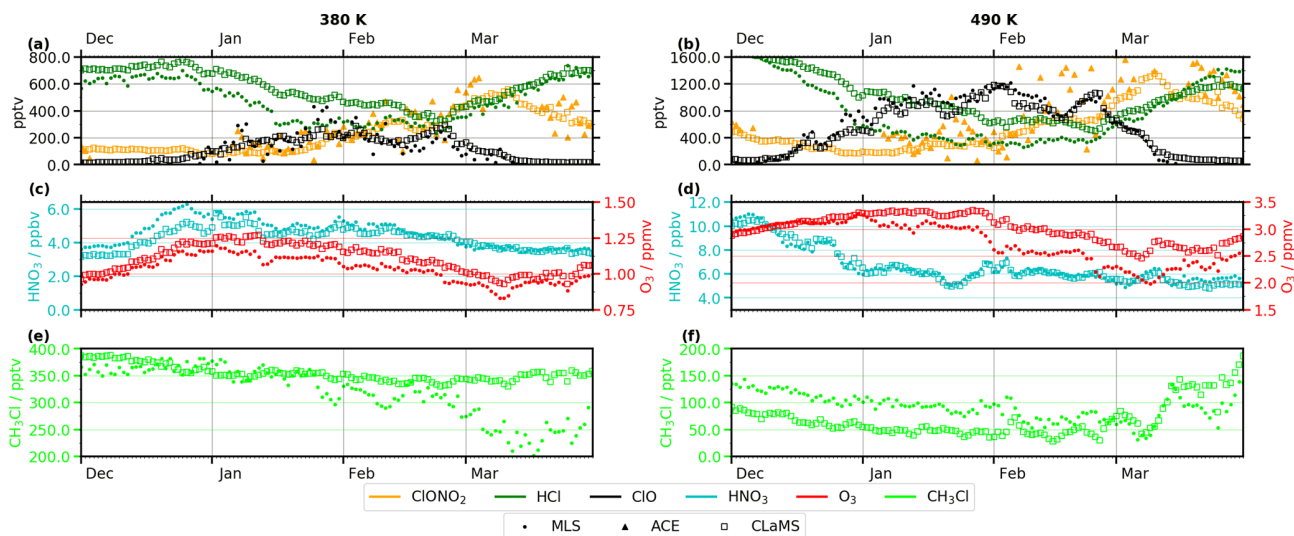 380 K
490 K
Dec Jan Feb Mar
Dec Jan Feb Mar
(a)
800.0
600.0
400.0
200.0
0.0
pptv
(b)
1600.0
1200.0
800.0
400.0
0.0
pptv
(c)
6.0
4.0
2.0
0.0
HNO₃ / ppbv
1.50
1.25
1.00
0.75
O₃ / ppmv
(d)
12.0
10.0
8.0
6.0
4.0
HNO₃ / ppbv
3.5
3.0
2.5
2.0
1.5
O₃ / ppmv
(e)
400.0
350.0
300.0
250.0
200.0
CH₃Cl / pptv
(f)
200.0
150.0
100.0
50.0
0.0
CH₃Cl / pptv
Dec Jan Feb Mar
Dec Jan Feb Mar
ClONO₂ HCl ClO HNO₃ O₃ CH₃Cl
MLS ACE CLaMS